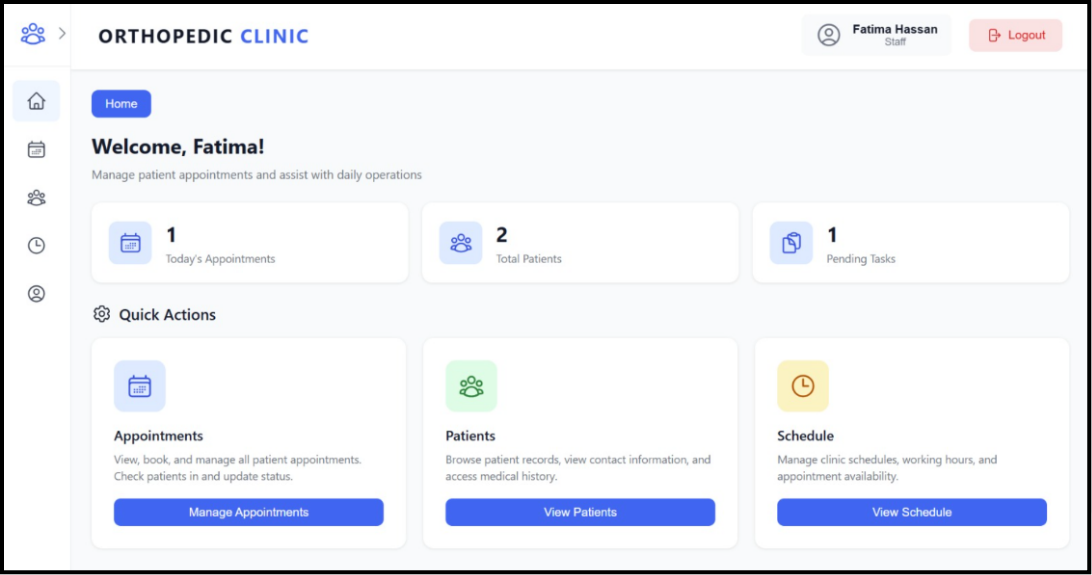 ORTHOPEDIC CLINIC
Fatima Hassan
Staff
Logout
Home
Welcome, Fatima!
Manage patient appointments and assist with daily operations
1
Today's Appointments
2
Total Patients
1
Pending Tasks
Quick Actions
Appointments
View, book, and manage all patient appointments.
Check patients in and update status.
Manage Appointments
Patients
Browse patient records, view contact information, and
access medical history.
View Patients
Schedule
Manage clinic schedules, working hours, and
appointment availability.
View Schedule